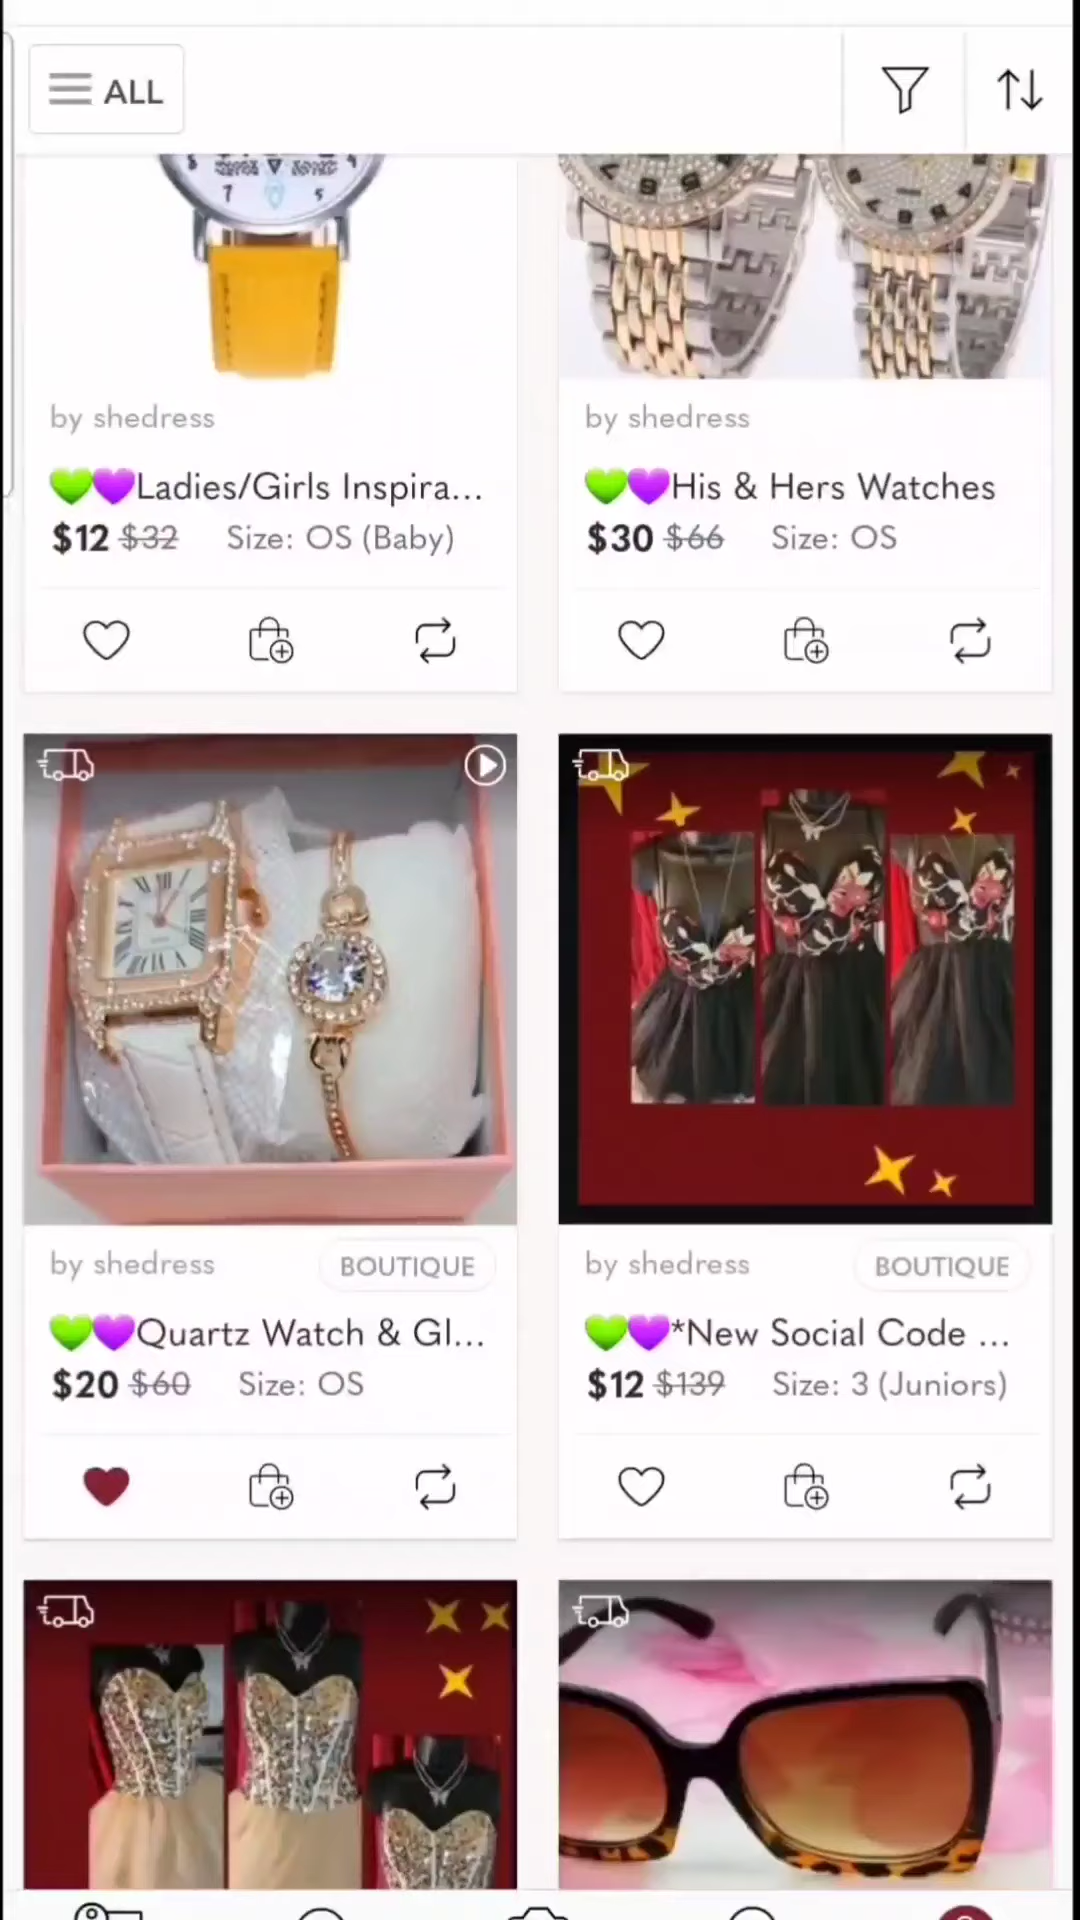 ALL
7 5
by shedress
by shedress
💚💜Ladies/Girls Inspira...
💚💜His & Hers Watches
$12 $32 Size: OS (Baby)
$30 $66 Size: OS
by shedress BOUTIQUE
by shedress BOUTIQUE
💚💜Quartz Watch & Gl...
💚💜*New Social Code ...
$20 $60 Size: OS
$12 $139 Size: 3 (Juniors)